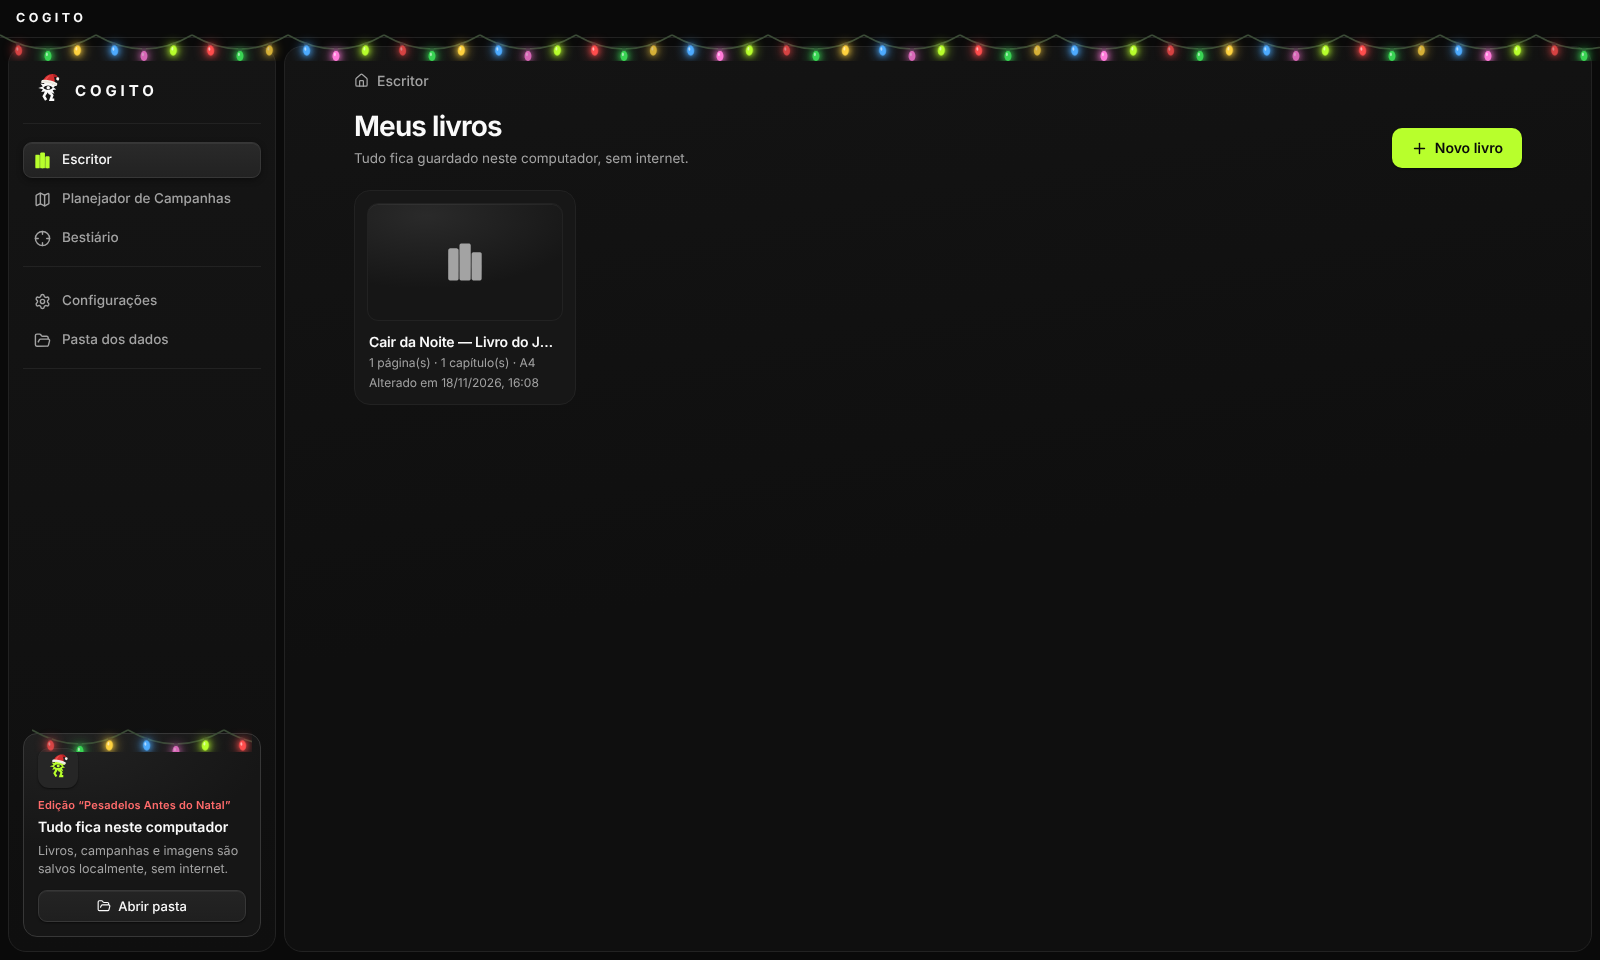 COGITO
COGITO
Escritor
Planejador de Campanhas
Bestiário
Configurações
Pasta dos dados
Edição “Pesadelos Antes do Natal”
Tudo fica neste computador
Livros, campanhas e imagens são
salvos localmente, sem internet.
Abrir pasta
Escritor
Meus livros
Tudo fica guardado neste computador, sem internet.
Novo livro
Cair da Noite — Livro do J...
1 página(s) · 1 capítulo(s) · A4
Alterado em 18/11/2026, 16:08